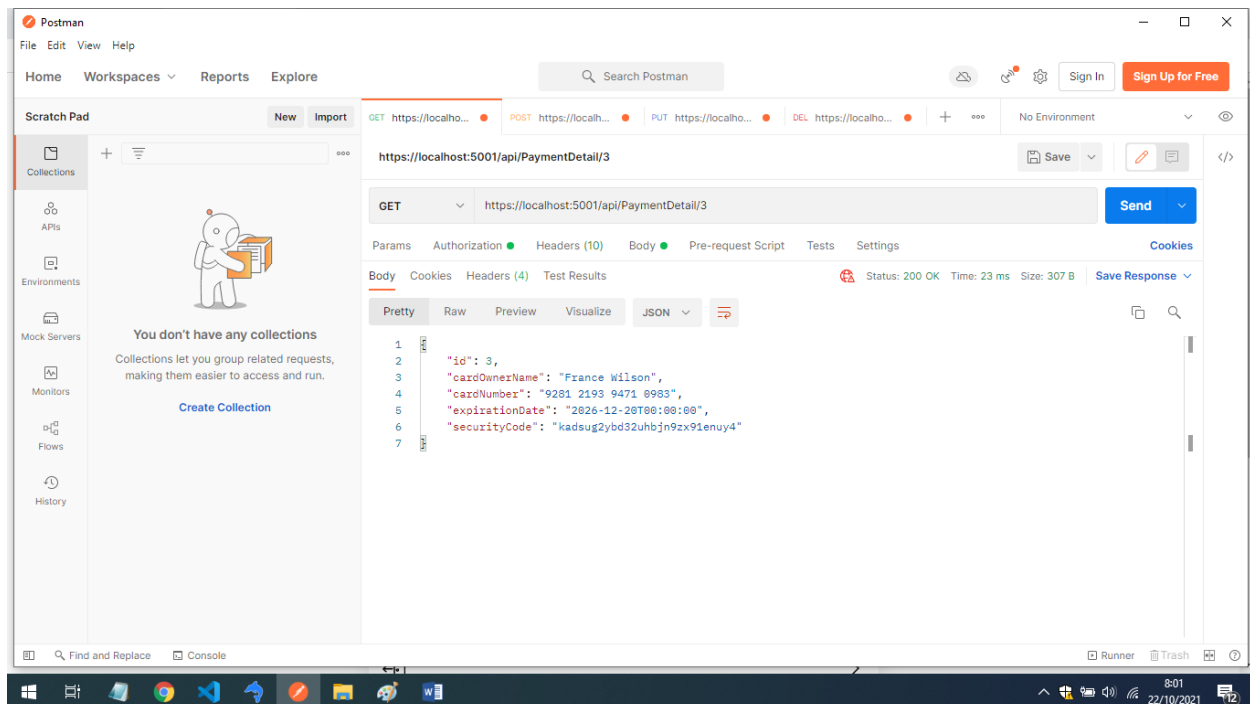 Postman
File Edit View Help
Home Workspaces Reports Explore
Search Postman
Sign In
Sign Up for Free
Scratch Pad
New Import
GET https://localho...
POST https://localh...
PUT https://localho...
DEL https://localho...
No Environment
Collections
APIs
Environments
Mock Servers
Monitors
Flows
History
You don't have any collections
Collections let you group related requests,
making them easier to access and run.
Create Collection
https://localhost:5001/api/PaymentDetail/3
Save
GET https://localhost:5001/api/PaymentDetail/3
Send
Params Authorization Headers (10) Body Pre-request Script Tests Settings
Cookies
Body Cookies Headers (4) Test Results
Status: 200 OK Time: 23 ms Size: 307 B Save Response
Pretty Raw Preview Visualize JSON
1 {
2 "id": 3,
3 "cardOwnerName": "France Wilson",
4 "cardNumber": "9281 2193 9471 0983",
5 "expirationDate": "2026-12-20T00:00:00",
6 "securityCode": "kadsug2ybd32uhbjn9zx91enuy4"
7 }
Find and Replace Console
Runner Trash
8:01
22/10/2021
12